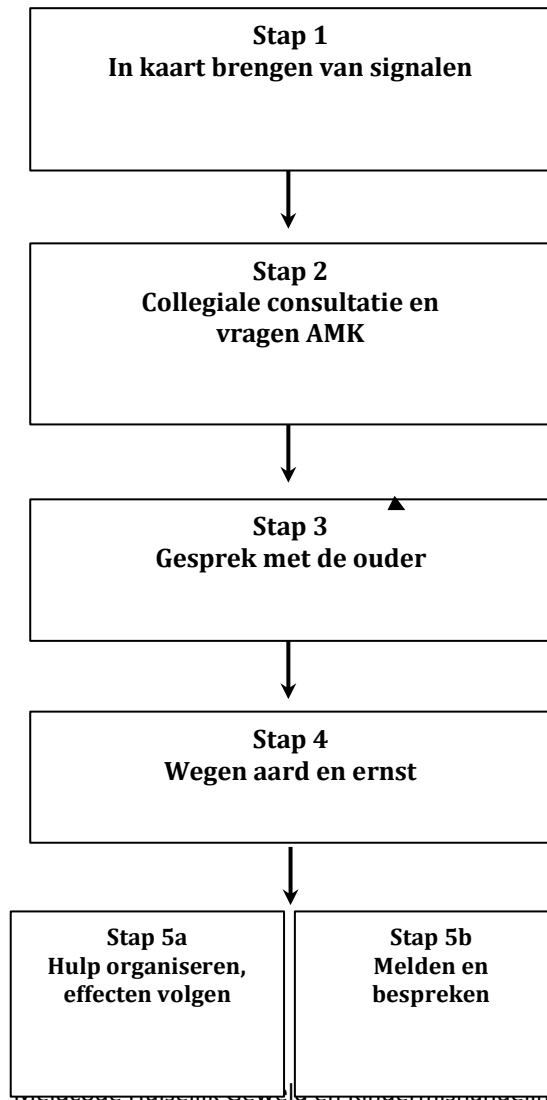 Stap 1
In kaart brengen van signalen
Stap 2
Collegiale consultatie en
vragen AMK
Stap 3
Gesprek met de ouder
Stap 4
Wegen aard en ernst
Stap 5a
Hulp organiseren,
effecten volgen
Stap 5b
Melden en
bespreken